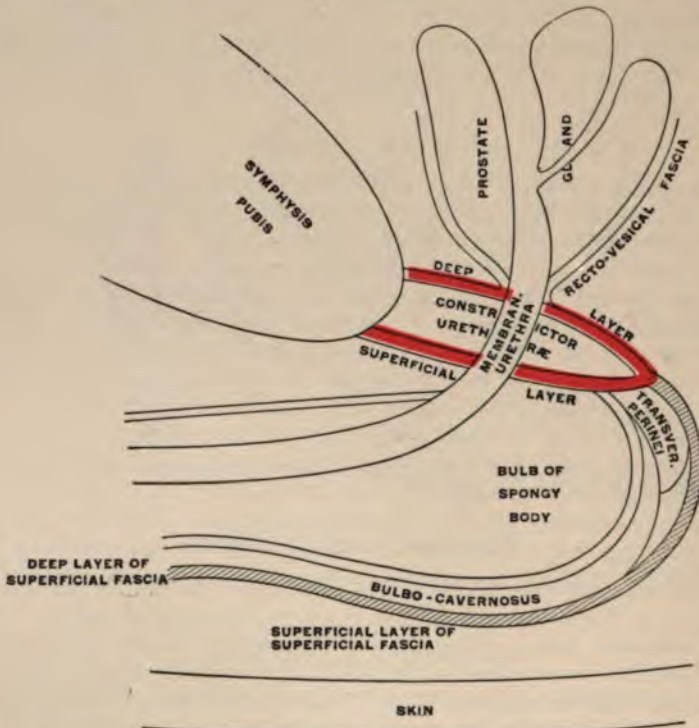 SYMPHYSIS
PUBIS
PROSTATE
GLAND
RECTO-VESICAL FASCIA
DEEP
LAYER
CONSTRICTOR
URETHRÆ
MEMBRAN.
URETHRA
SUPERFICIAL
LAYER
TRANSVER.
PERINEI
BULB OF
SPONGY
BODY
DEEP LAYER OF
SUPERFICIAL FASCIA
BULBO-CAVERNOSUS
SUPERFICIAL LAYER OF
SUPERFICIAL FASCIA
SKIN